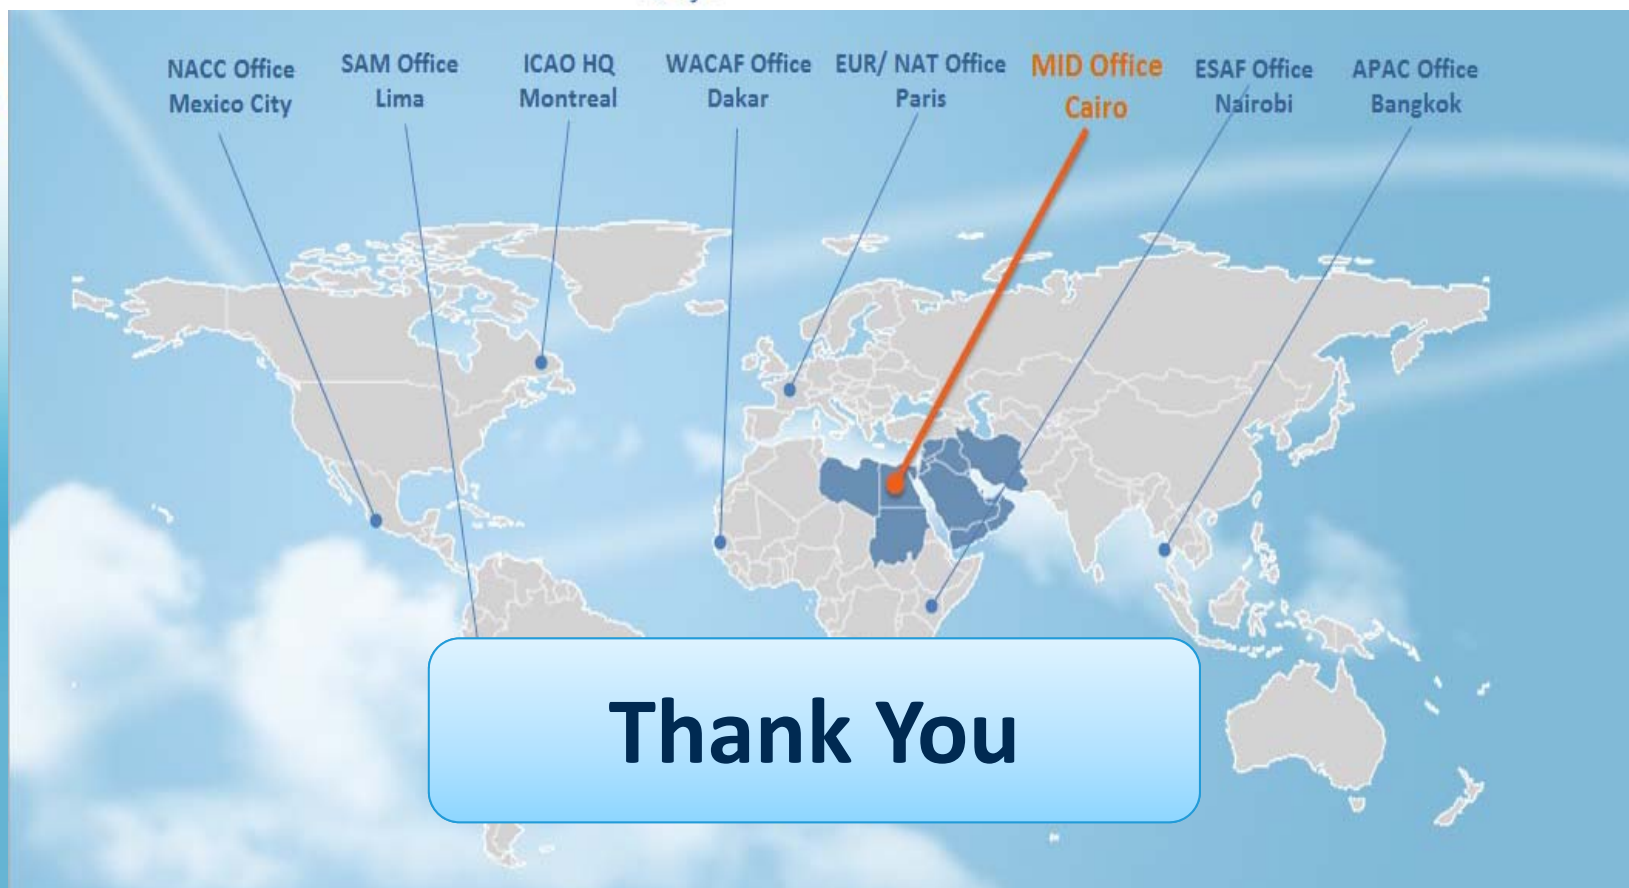 NACC Office
Mexico City
SAM Office
Lima
ICAO HQ
Montreal
WACAF Office
Dakar
EUR/ NAT Office
Paris
MID Office
Cairo
ESAF Office
Nairobi
APAC Office
Bangkok
Thank You